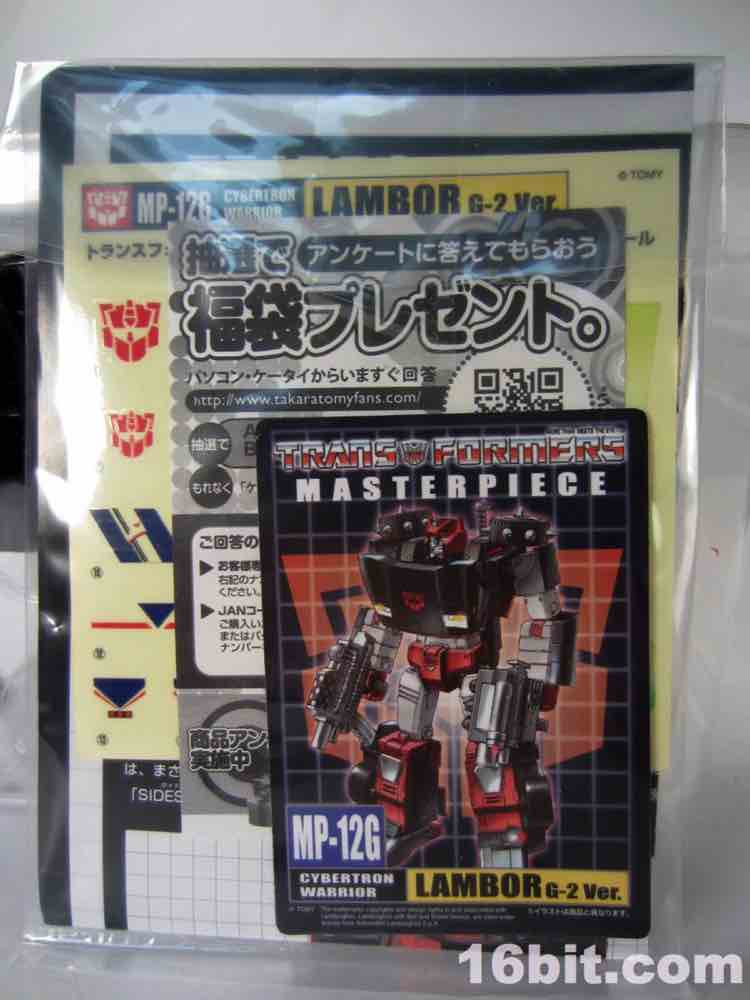 © TOMY
MP-12G CYBERTRON WARRIOR LAMBOR G-2 Ver.
トランスフ
ール
抽選で アンケートに答えてもらおう
福袋プレゼント。
パソコン・ケータイからいますぐ回答
http://www.takaratomyfans.com/
抽選で
もれなく
ご回答の
お客様
右記のナ
ください。
JANコー
ご購入い
またはパ
ナンバー
商品アン
実施中
は、まさ
「SIDES
TRANSFORMERS
MASTERPIECE
MP-12G
CYBERTRON
WARRIOR
LAMBOR G-2 Ver.
© TOMY
※イラストは商品と異なります。
16bit.com